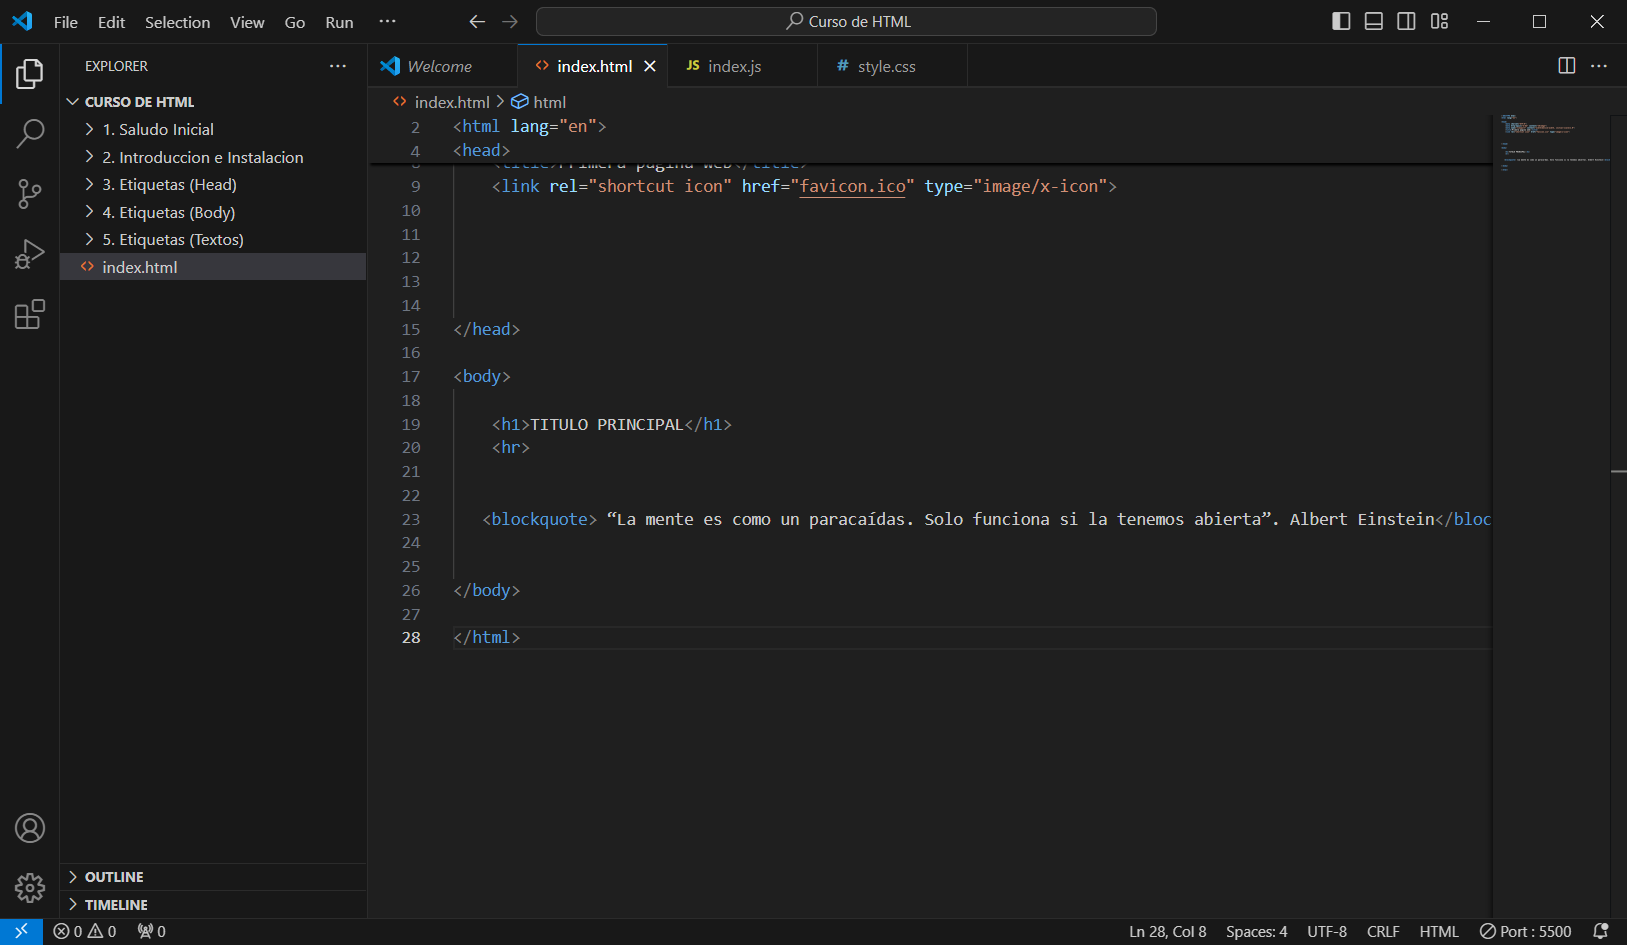 File Edit Selection View Go Run ···
Curso de HTML
EXPLORER
CURSO DE HTML
1. Saludo Inicial
2. Introduccion e Instalacion
3. Etiquetas (Head)
4. Etiquetas (Body)
5. Etiquetas (Textos)
index.html
OUTLINE
TIMELINE
Welcome index.html JS index.js # style.css
index.html > html
2 <html lang="en">
4 <head>
<title>Primera pagina web</title>
9 <link rel="shortcut icon" href="favicon.ico" type="image/x-icon">
10
11
12
13
14
15 </head>
16
17 <body>
18
19 <h1>TITULO PRINCIPAL</h1>
20 <hr>
21
22
23 <blockquote> “La mente es como un paracaídas. Solo funciona si la tenemos abierta”. Albert Einstein</bloc
24
25
26 </body>
27
28 </html>
0 0 0 Ln 28, Col 8 Spaces: 4 UTF-8 CRLF HTML Port : 5500